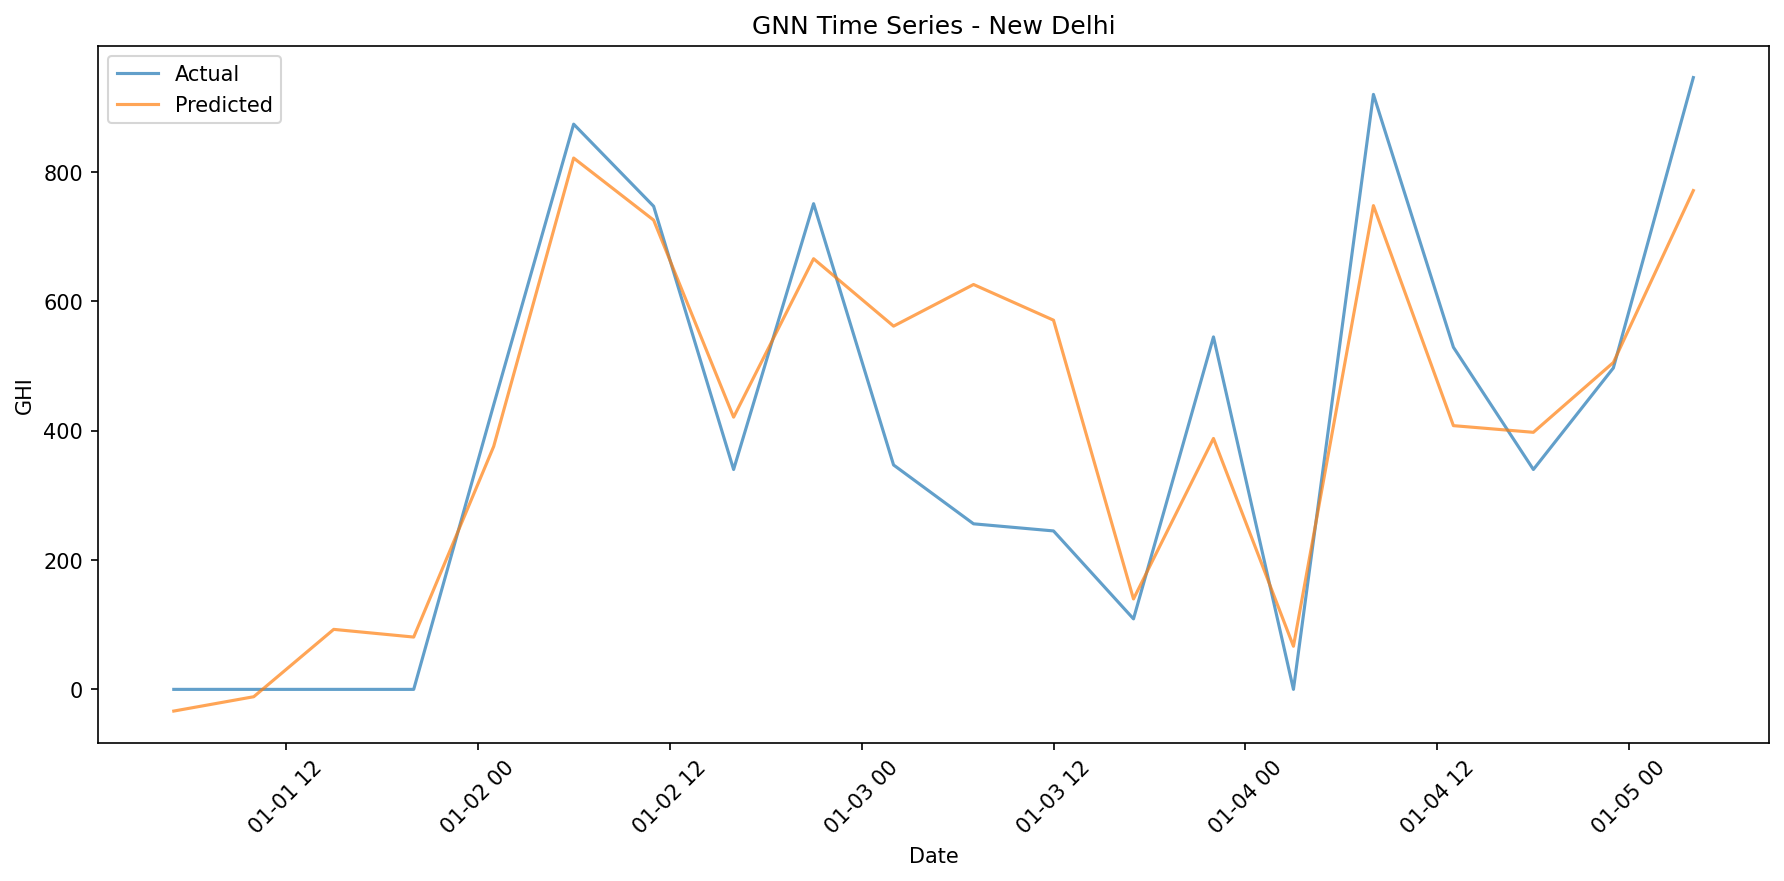 GNN Time Series - New Delhi
Actual
Predicted
GHI
800
600
400
200
0
01-01 12
01-02 00
01-02 12
01-03 00
01-03 12
01-04 00
01-04 12
01-05 00
Date